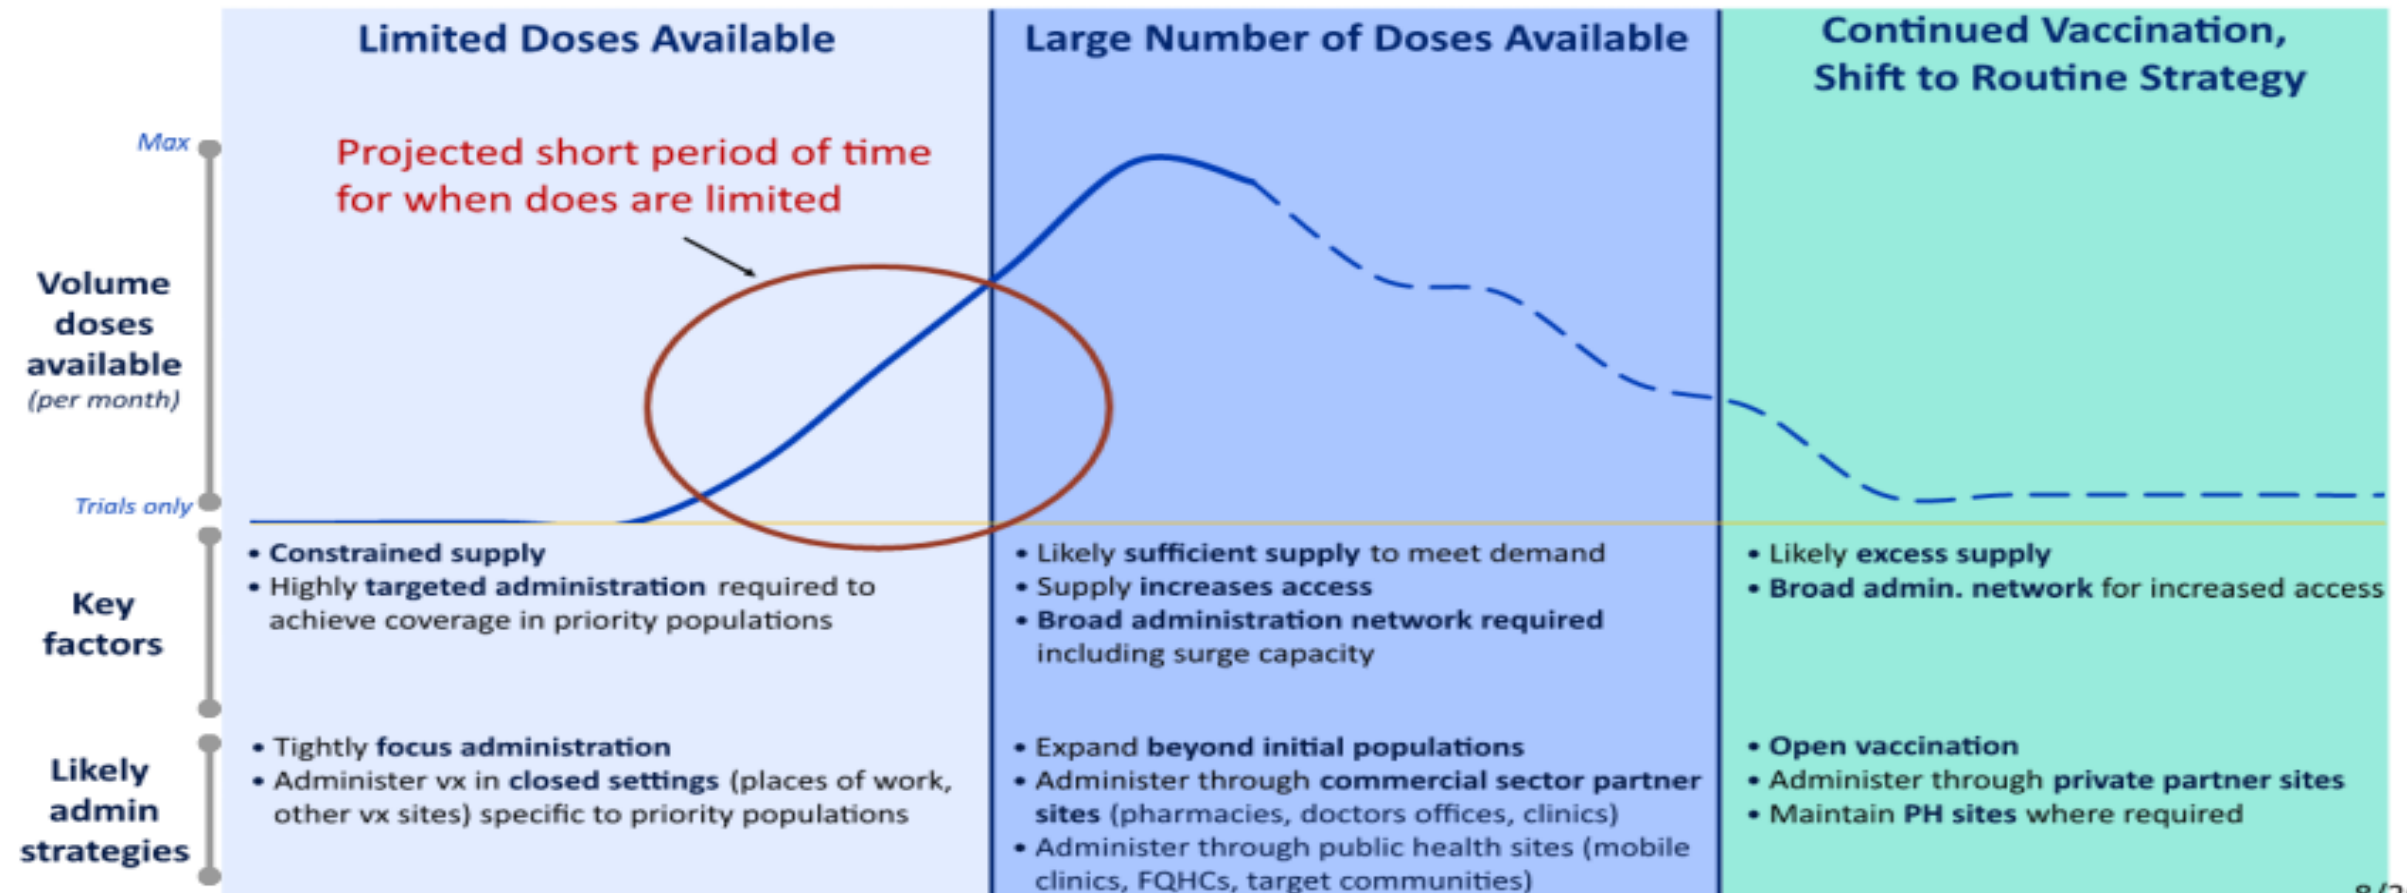 Limited Doses Available
Large Number of Doses Available
Continued Vaccination,
Shift to Routine Strategy
Max
Projected short period of time
for when does are limited
Volume
doses
available
(per month)
Trials only
Key
factors
• Constrained supply
• Highly targeted administration required to
achieve coverage in priority populations
• Likely sufficient supply to meet demand
• Supply increases access
• Broad administration network required
including surge capacity
• Likely excess supply
• Broad admin. network for increased access
Likely
admin
strategies
• Tightly focus administration
• Administer vx in closed settings (places of work,
other vx sites) specific to priority populations
• Expand beyond initial populations
• Administer through commercial sector partner
sites (pharmacies, doctors offices, clinics)
• Administer through public health sites (mobile
clinics, FQHCs, target communities)
• Open vaccination
• Administer through private partner sites
• Maintain PH sites where required